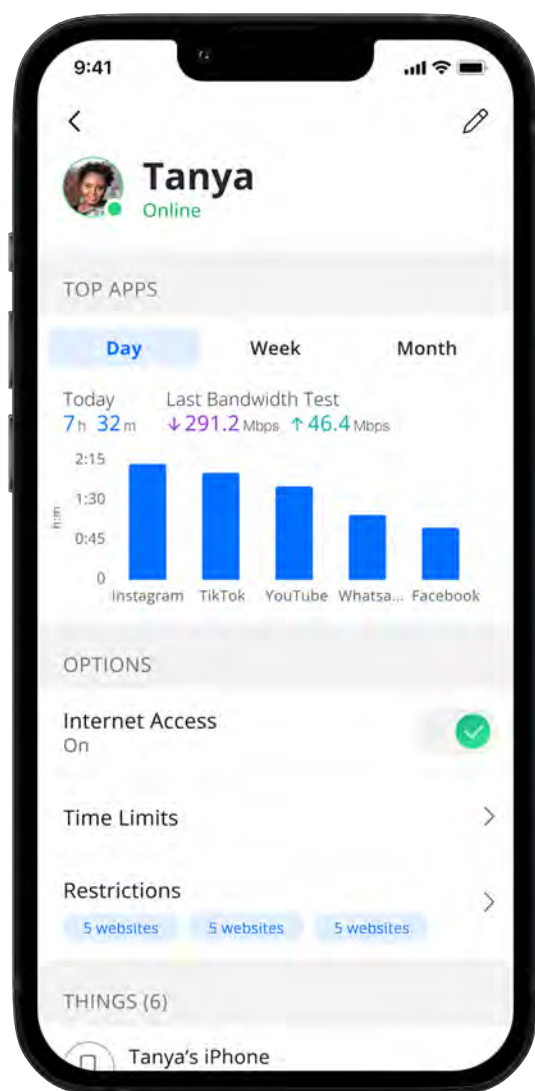 9:41
Tanya
Online
TOP APPS
Day Week Month
Today Last Bandwidth Test
7h 32m ↓291.2 Mbps ↑46.4 Mbps
2:15
1:30
h:m
0:45
0
Instagram TikTok YouTube Whatsa... Facebook
OPTIONS
Internet Access
On
Time Limits
Restrictions
5 websites 5 websites 5 websites
THINGS (6)
Tanya’s iPhone